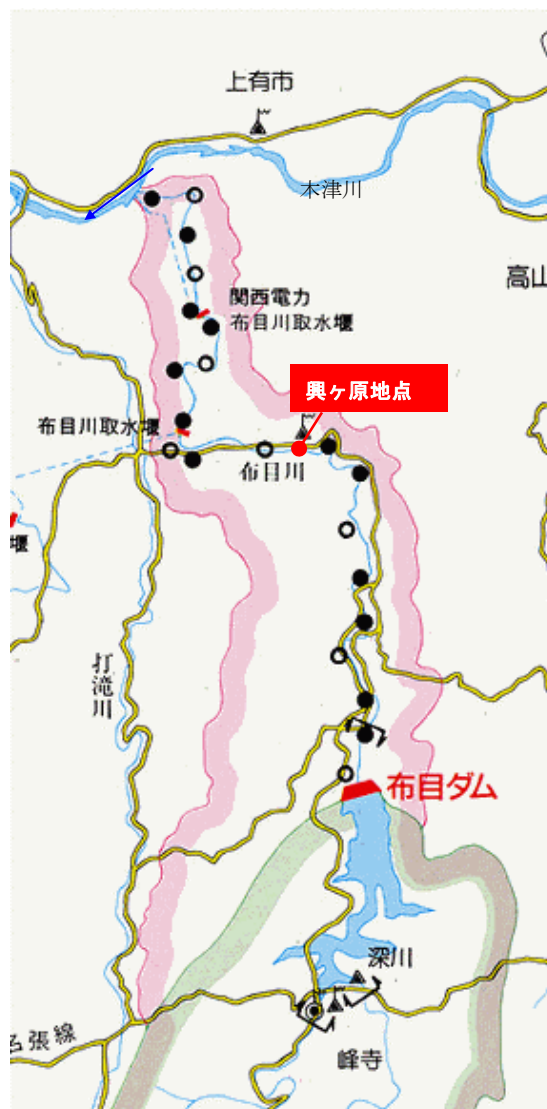 上有市
木津川
高山
関西電力
布目川取水堰
興ヶ原地点
布目川取水堰
布目川
堰
打滝川
布目ダム
深川
名張線
峰寺